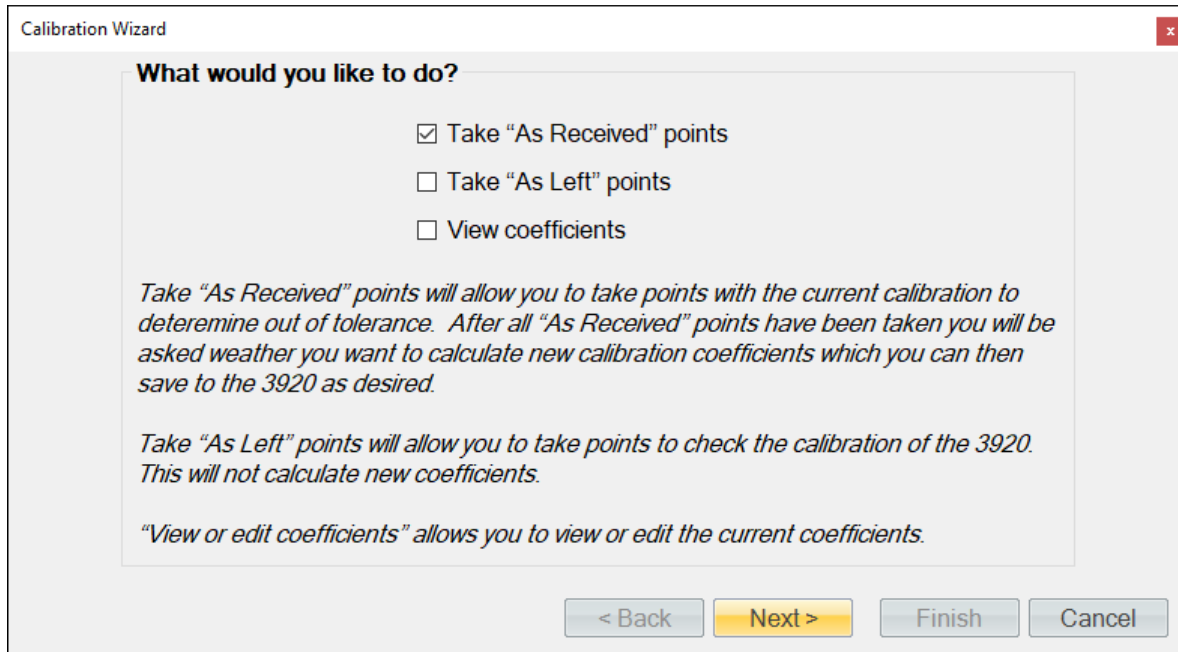 Calibration Wizard
x
What would you like to do?
Take “As Received” points
Take “As Left” points
View coefficients
Take “As Received” points will allow you to take points with the current calibration to
deteremine out of tolerance.  After all “As Received” points have been taken you will be
asked weather you want to calculate new calibration coefficients which you can then
save to the 3920 as desired.
Take “As Left” points will allow you to take points to check the calibration of the 3920.
This will not calculate new coefficients.
“View or edit coefficients” allows you to view or edit the current coefficients.
< Back Next > Finish Cancel